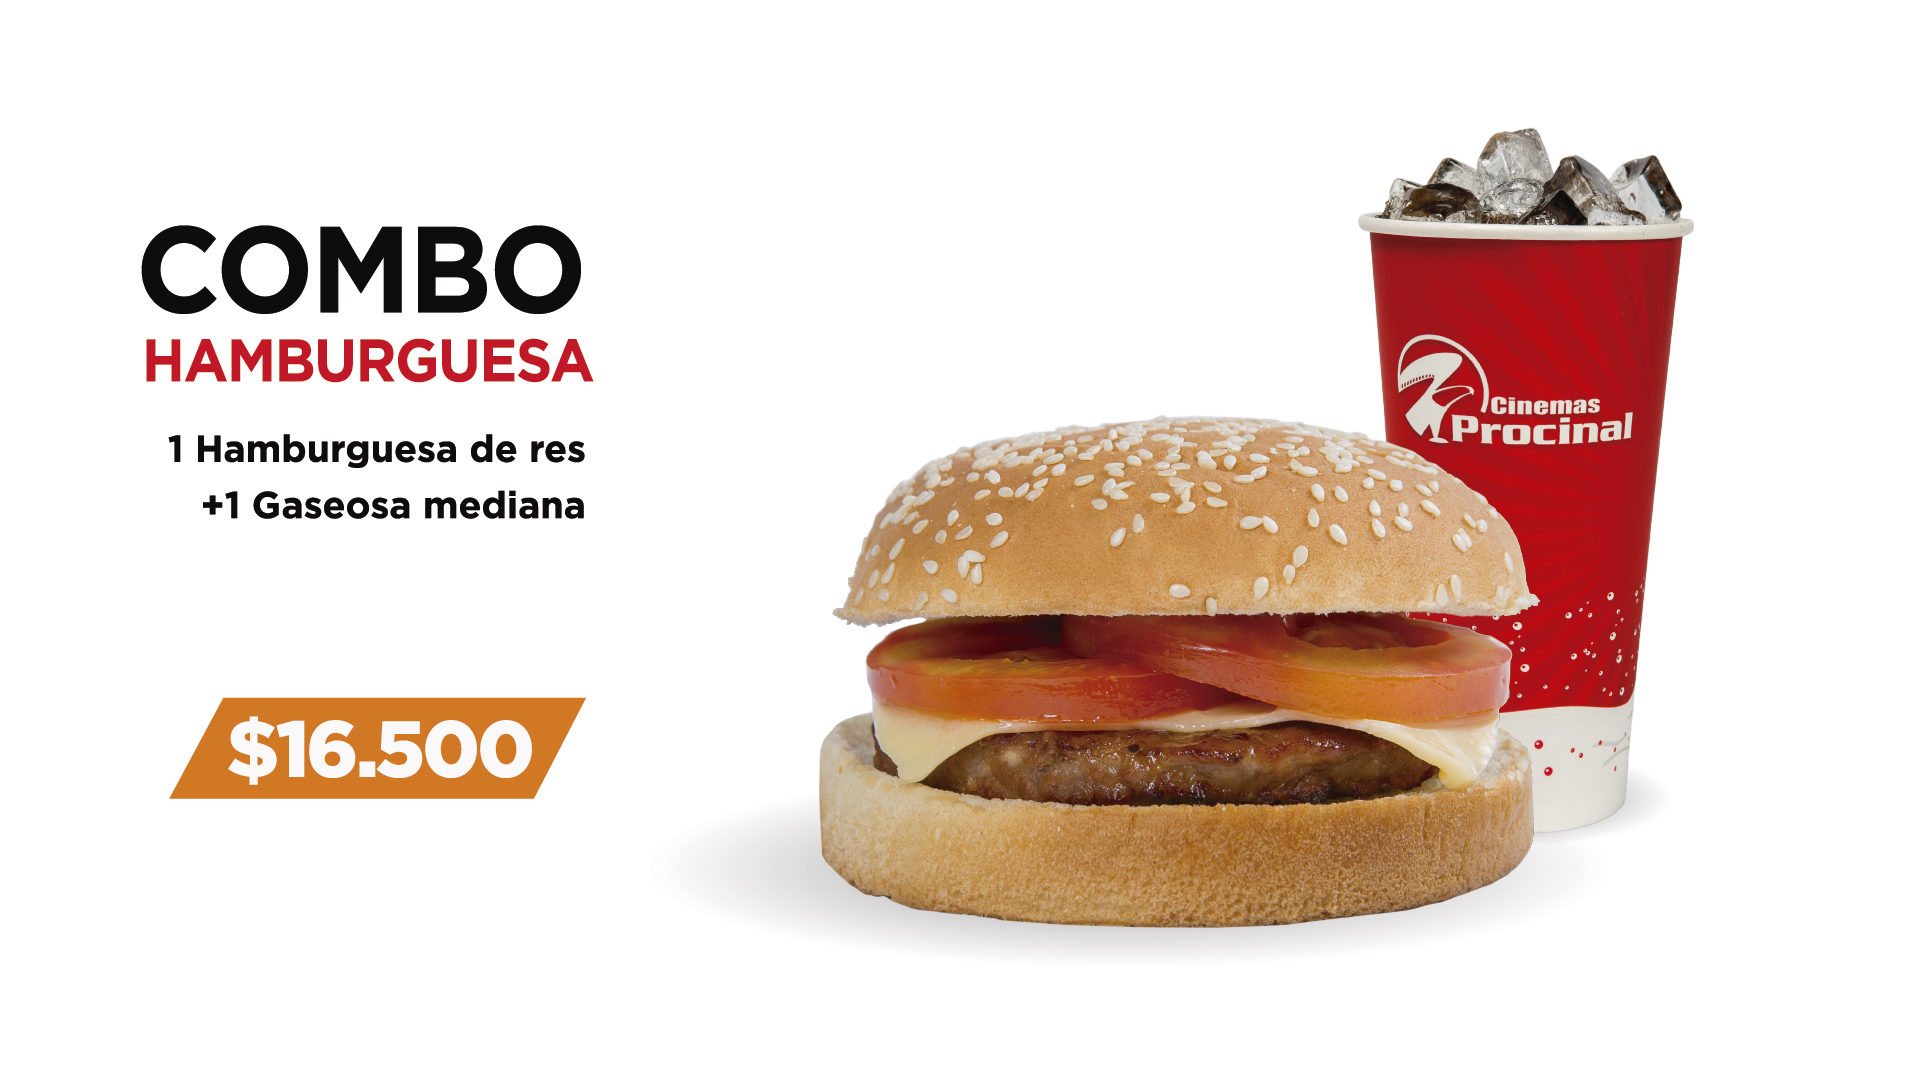 COMBO
HAMBURGUESA
1 Hamburguesa de res
+1 Gaseosa mediana
$16.500
Cinemas
Procinal